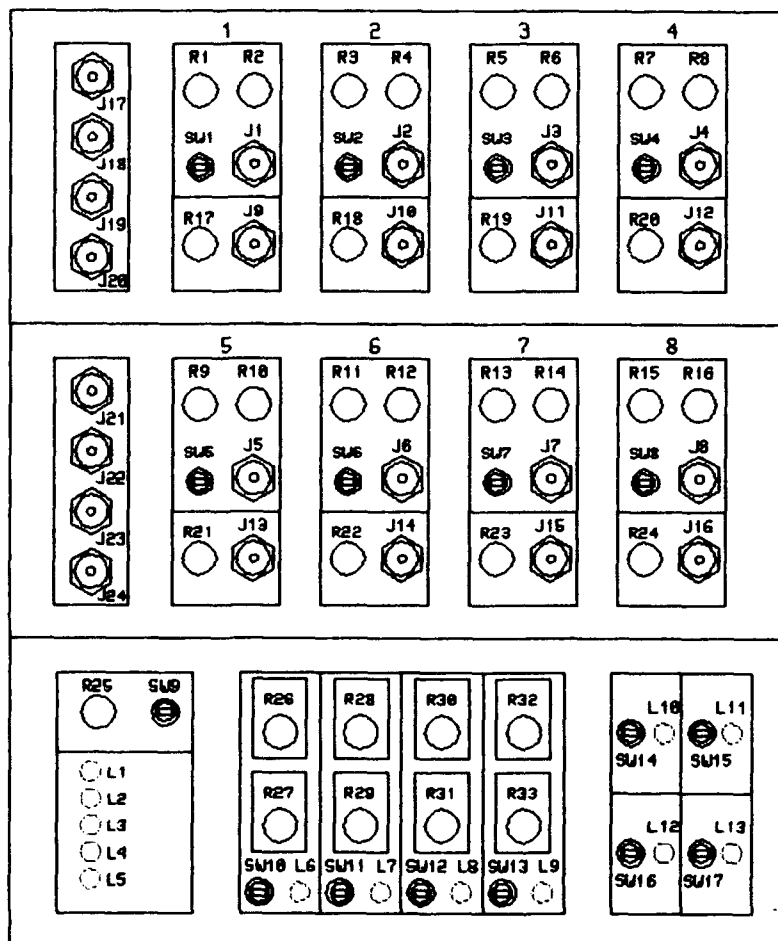 1 2 3 4
R1 R2 R3 R4 R5 R6 R7 R8
J17
SW1 J1 SW2 J2 SW3 J3 SW4 J4
J18
R17 J9 R18 J10 R19 J11 R20 J12
J19
J20
5 6 7 8
R9 R10 R11 R12 R13 R14 R15 R16
J21
SW5 J5 SW6 J6 SW7 J7 SW8 J8
J22
R21 J13 R22 J14 R23 J15 R24 J16
J23
J24
R25 SW9 R26 R28 R30 R32
L10 L11
SW14 SW15
L1
L2
R27 R29 R31 R33
L3
L12 L13
L4
SW10 L6 SW11 L7 SW12 L8 SW13 L9
L5
SW16 SW17